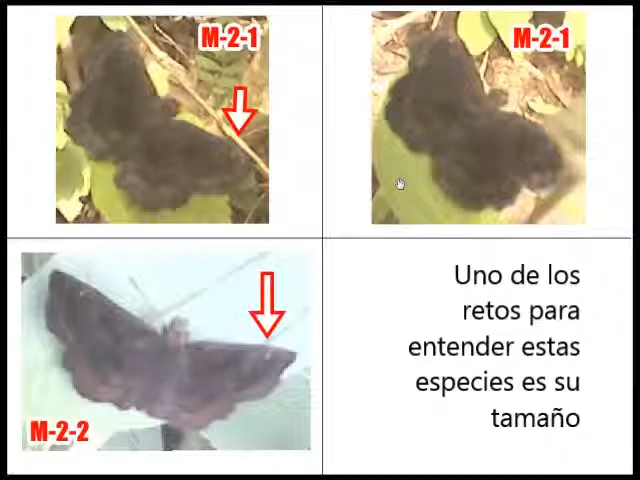 M-2-1
M-2-1
M-2-2
Uno de los
retos para
entender estas
especies es su
tamaño